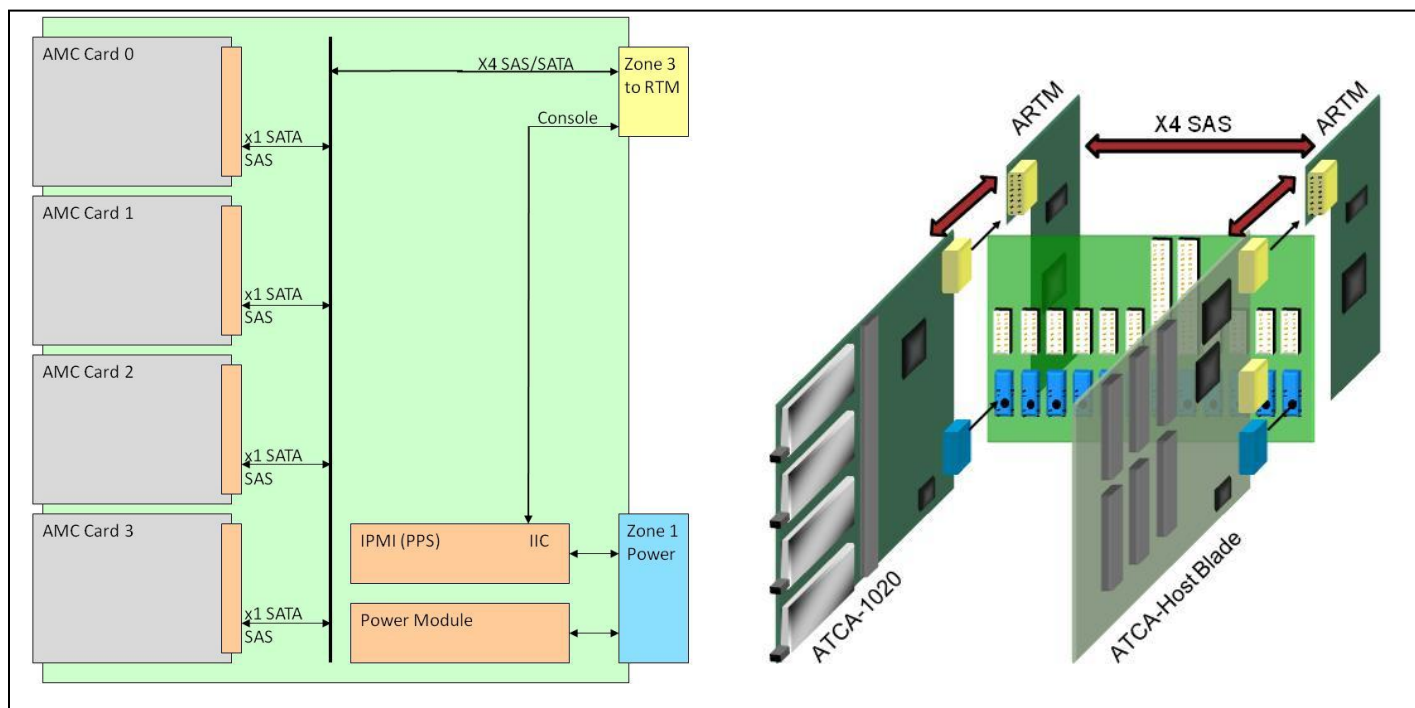 AMC Card 0
x1 SATA
SAS
AMC Card 1
x1 SATA
SAS
AMC Card 2
x1 SATA
SAS
AMC Card 3
x1 SATA
SAS
X4 SAS/SATA
Console
Zone 3
to RTM
IPMI (PPS) IIC
Power Module
Zone 1
Power
ARTM
X4 SAS
ARTM
ATCA-1020
ATCA-Host Blade